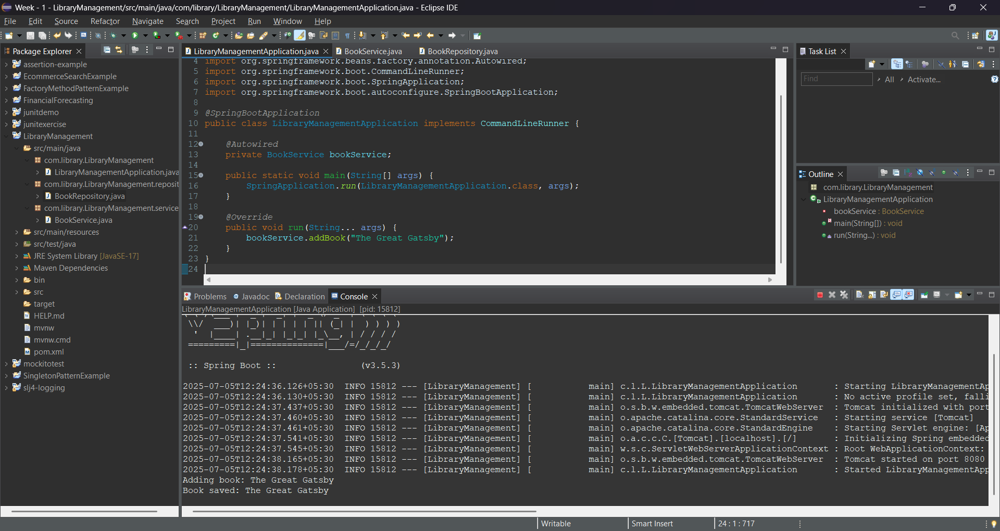 Week - 1 - LibraryManagement/src/main/java/com/library/LibraryManagement/LibraryManagementApplication.java - Eclipse IDE
File Edit Source Refactor Navigate Search Project Run Window Help
Package Explorer
assertion-example
EcommerceSearchExample
FactoryMethodPatternExample
FinancialForecasting
junitdemo
junitexercise
LibraryManagement
src/main/java
com.library.LibraryManagement
LibraryManagementApplication.java
com.library.LibraryManagement.reposit
BookRepository.java
com.library.LibraryManagement.service
BookService.java
src/main/resources
src/test/java
JRE System Library [JavaSE-17]
Maven Dependencies
bin
src
target
HELP.md
mvnw
mvnw.cmd
pom.xml
mockitotest
SingletonPatternExample
slj4-logging
LibraryManagementApplication.java BookService.java BookRepository.java
4 import org.springframework.beans.factory.annotation.Autowired;
5 import org.springframework.boot.CommandLineRunner;
6 import org.springframework.boot.SpringApplication;
7 import org.springframework.boot.autoconfigure.SpringBootApplication;
8
9 @SpringBootApplication
10 public class LibraryManagementApplication implements CommandLineRunner {
11
12 @Autowired
13 private BookService bookService;
14
15 public static void main(String[] args) {
16 SpringApplication.run(LibraryManagementApplication.class, args);
17 }
18
19 @Override
20 public void run(String... args) {
21 bookService.addBook("The Great Gatsby");
22 }
23 }
24
Task List
Find All Activate...
Outline
com.library.LibraryManagement
LibraryManagementApplication
bookService : BookService
main(String[]) : void
run(String...) : void
Problems Javadoc Declaration Console
LibraryManagementApplication [Java Application] [pid: 15812]
\\/  ___)| |_)| | | | | || (_| |  ) ) ) )
'  |____| .__|_| |_|_| |_\__, | / / / /
=========|_|==============|___/=/_/_/_/
:: Spring Boot :: (v3.5.3)
2025-07-05T12:24:36.126+05:30 INFO 15812 --- [LibraryManagement] [ main] c.l.L.LibraryManagementApplication : Starting LibraryManagementAp
2025-07-05T12:24:36.130+05:30 INFO 15812 --- [LibraryManagement] [ main] c.l.L.LibraryManagementApplication : No active profile set, falli
2025-07-05T12:24:37.437+05:30 INFO 15812 --- [LibraryManagement] [ main] o.s.b.w.embedded.tomcat.TomcatWebServer : Tomcat initialized with port
2025-07-05T12:24:37.460+05:30 INFO 15812 --- [LibraryManagement] [ main] o.apache.catalina.core.StandardService : Starting service [Tomcat]
2025-07-05T12:24:37.461+05:30 INFO 15812 --- [LibraryManagement] [ main] o.apache.catalina.core.StandardEngine : Starting Servlet engine: [Ap
2025-07-05T12:24:37.541+05:30 INFO 15812 --- [LibraryManagement] [ main] o.a.c.c.C.[Tomcat].[localhost].[/] : Initializing Spring embedded
2025-07-05T12:24:37.545+05:30 INFO 15812 --- [LibraryManagement] [ main] w.s.c.ServletWebServerApplicationContext : Root WebApplicationContext:
2025-07-05T12:24:38.165+05:30 INFO 15812 --- [LibraryManagement] [ main] o.s.b.w.embedded.tomcat.TomcatWebServer : Tomcat started on port 8080
2025-07-05T12:24:38.178+05:30 INFO 15812 --- [LibraryManagement] [ main] c.l.L.LibraryManagementApplication : Started LibraryManagementApp
Adding book: The Great Gatsby
Book saved: The Great Gatsby
Writable Smart Insert 24 : 1 : 717